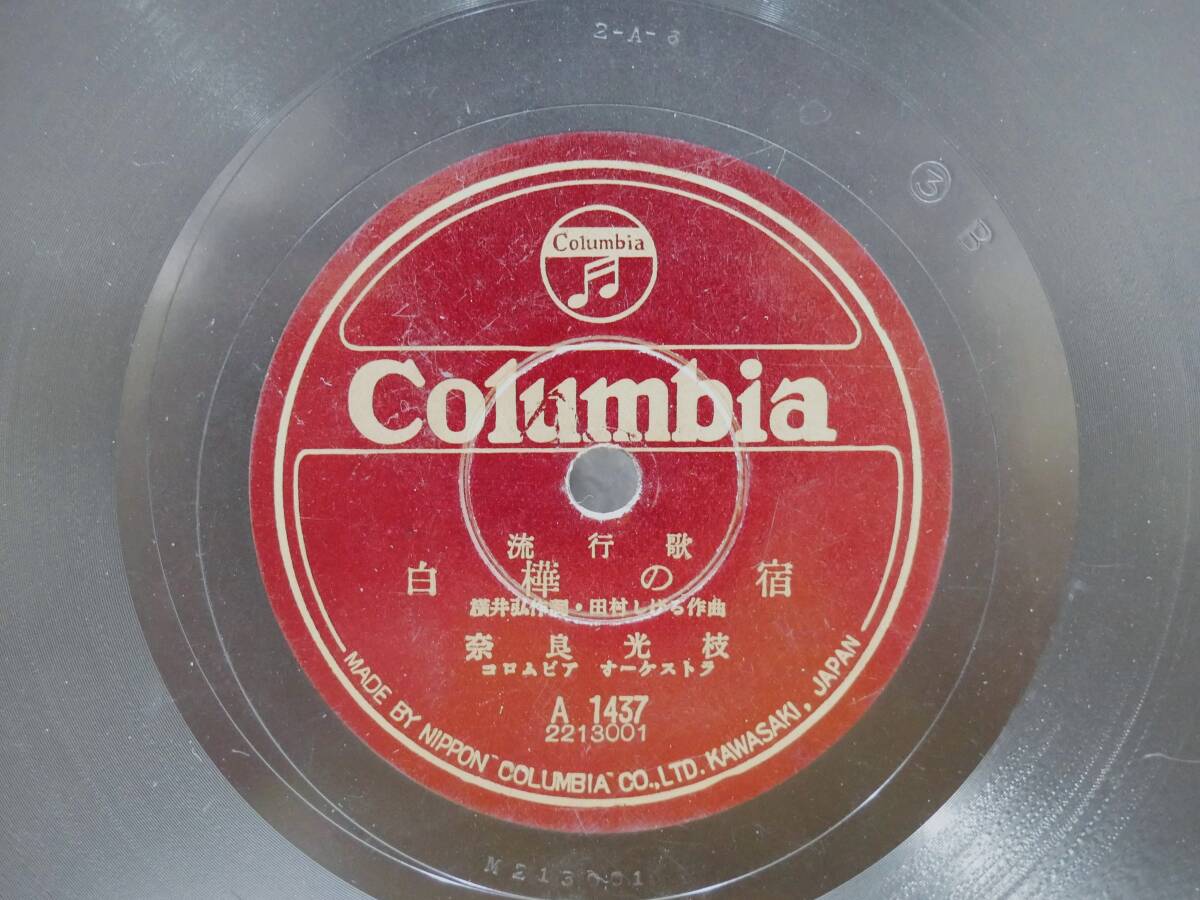 2-A-6
③ B
Columbia
Columbia
流行歌
白樺の宿
横井弘作詞・田村しげる作曲
奈良光枝
コロムビア オーケストラ
A 1437
2213001
MADE BY NIPPON "COLUMBIA" CO., LTD. KAWASAKI, JAPAN
M213001